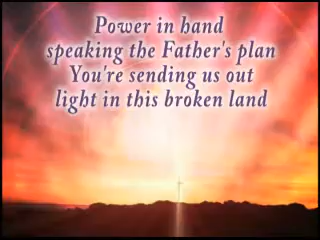 Power in hand
speaking the Father's plan
You're sending us out
light in this broken land